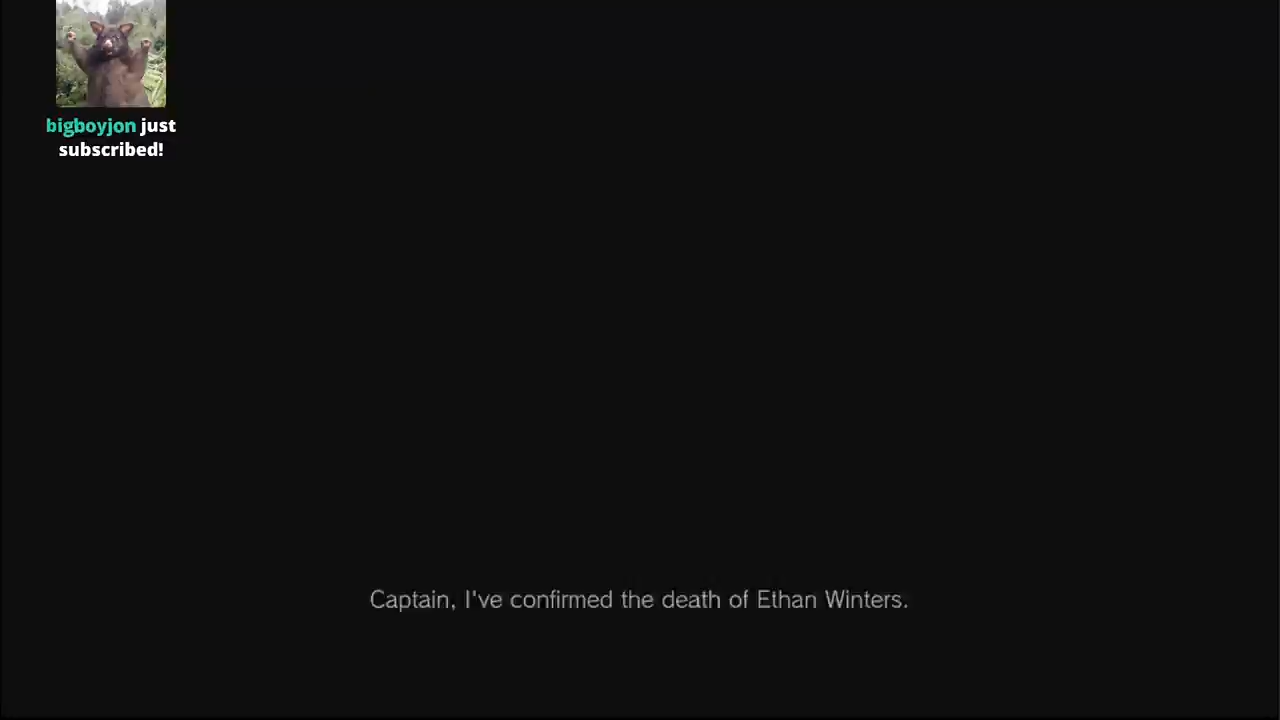 bigboyjon just
subscribed!
Captain, I've confirmed the death of Ethan Winters.